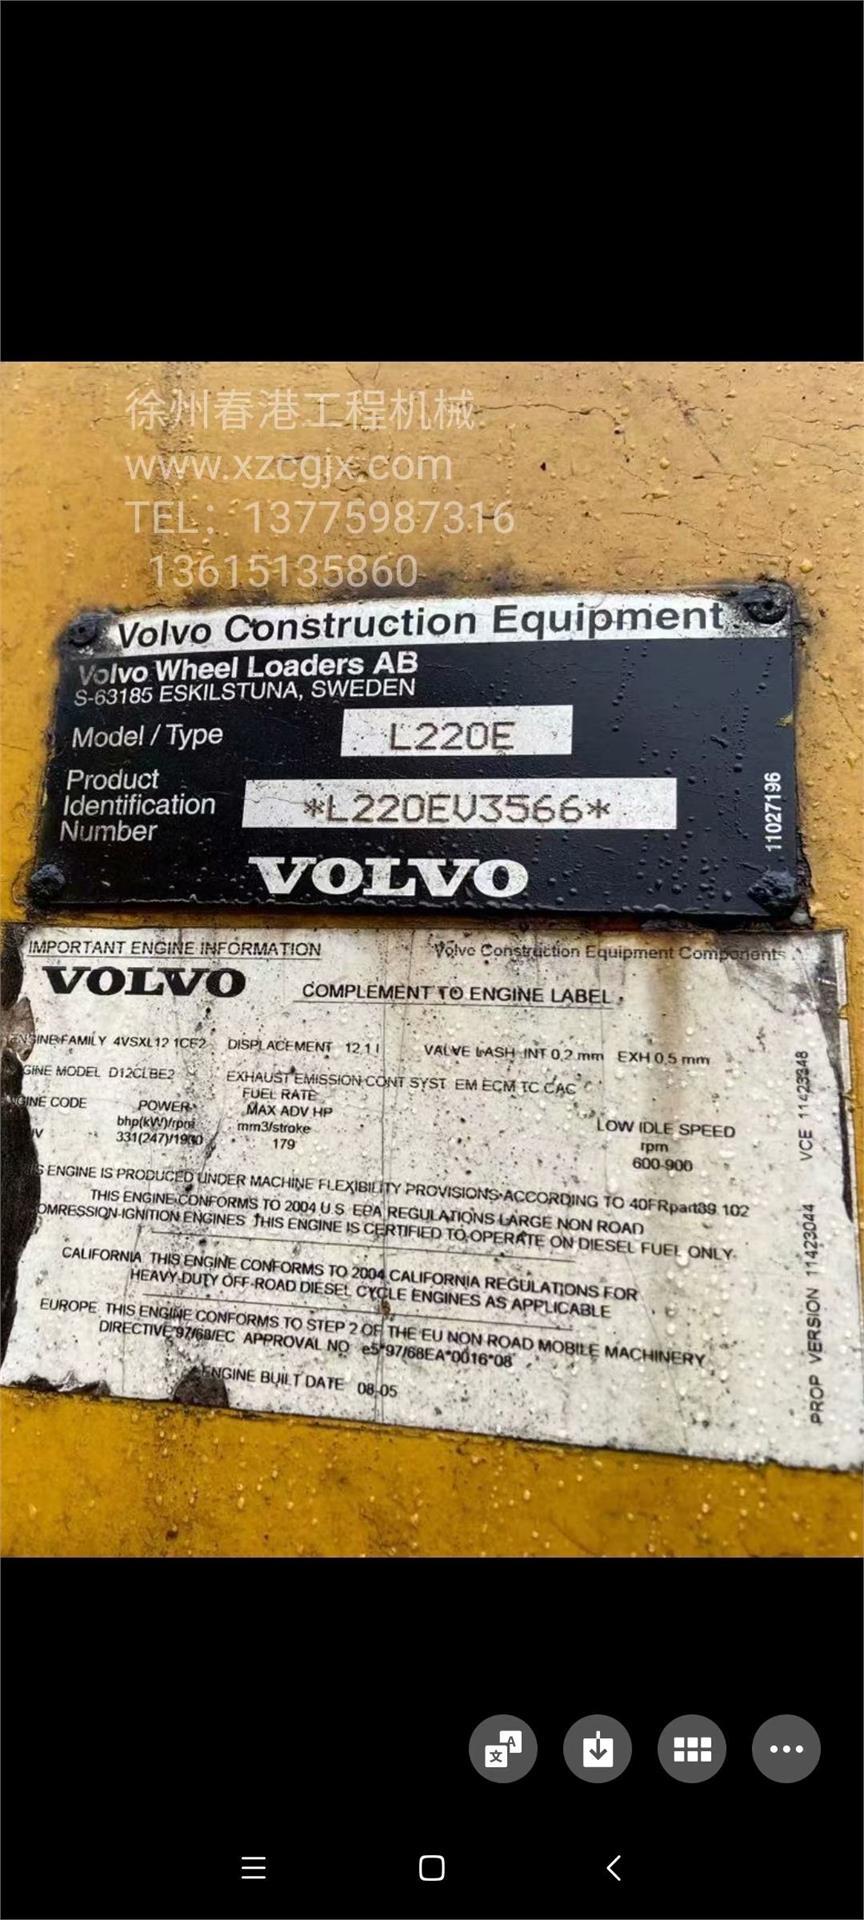 徐州春港工程机械
www.xzcgjx.com
TEL：13775987316
13615135860
Volvo Construction Equipment
Volvo Wheel Loaders AB
S-63185 ESKILSTUNA, SWEDEN
Model / Type L220E
Product
Identification
Number
*L220EV3566*
11027196
VOLVO
IMPORTANT ENGINE INFORMATION Volvo Construction Equipment Components
VOLVO
COMPLEMENT TO ENGINE LABEL
FAMILY DISPLACEMENT 12.1 l VALVE LASH INT 0,2 mm EXH 0,5 mm
MODEL D12CLBE2 EXHAUST EMISSION CONT SYST EM ECM TC CAC
CODE POWER FUEL RATE
bhp(kW)/rpm MAX ADV HP LOW IDLE SPEED
mm3/stroke rpm
331(247)/1900 179 600-900
ENGINE IS PRODUCED UNDER MACHINE FLEXIBILITY PROVISIONS ACCORDING TO 40FRpart89.102
THIS ENGINE CONFORMS TO 2004 U.S EPA REGULATIONS LARGE NON ROAD
IGNITION ENGINES THIS ENGINE IS CERTIFIED TO OPERATE ON DIESEL FUEL ONLY
CALIFORNIA THIS ENGINE CONFORMS TO 2004 CALIFORNIA REGULATIONS FOR
HEAVY-DUTY OFF-ROAD DIESEL CYCLE ENGINES AS APPLICABLE
EUROPE THIS ENGINE CONFORMS TO STEP 2 OF THE EU NON ROAD MOBILE MACHINERY
DIRECTIVE 97/68/EC APPROVAL NO e5*97/68EA*0016*08
ENGINE BUILT DATE 08-05
PROP VERSION 11423044 VCE 11423348